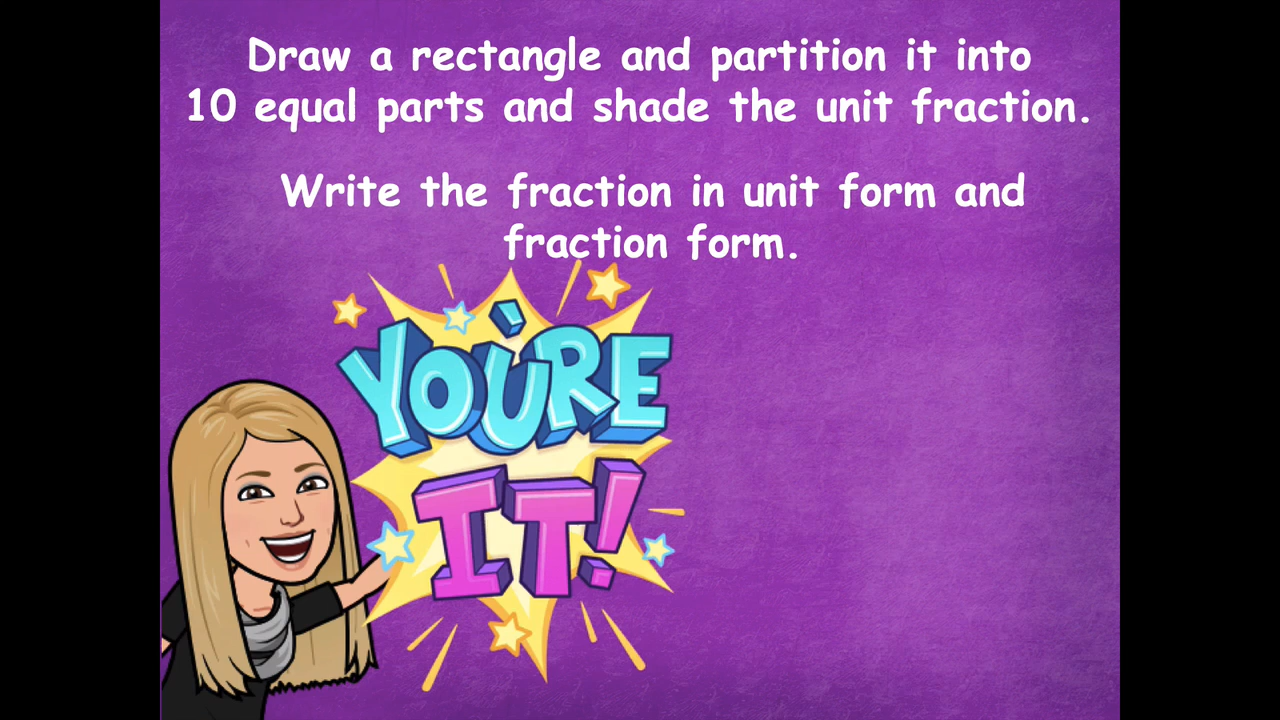 Draw a rectangle and partition it into
10 equal parts and shade the unit fraction.
Write the fraction in unit form and
fraction form.
YOU'RE
IT!